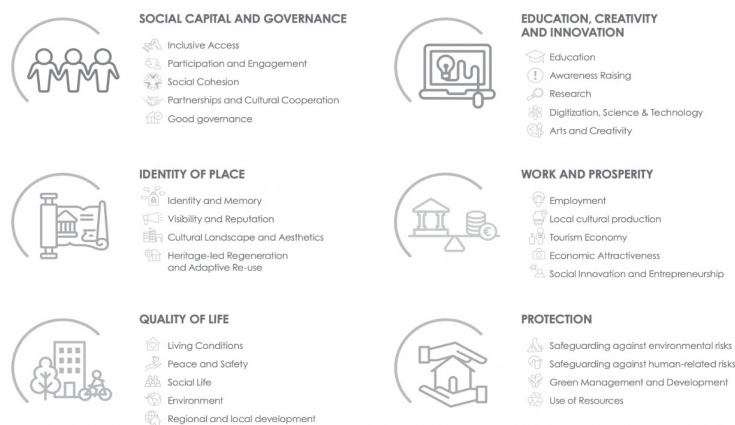 SOCIAL CAPITAL AND GOVERNANCE
Inclusive Access
Participation and Engagement
Social Cohesion
Partnerships and Cultural Cooperation
Good governance
EDUCATION, CREATIVITY
AND INNOVATION
Education
Awareness Raising
Research
Digitization, Science & Technology
Arts and Creativity
IDENTITY OF PLACE
Identity and Memory
Visibility and Reputation
Cultural Landscape and Aesthetics
Heritage-led Regeneration
and Adaptive Re-use
WORK AND PROSPERITY
Employment
Local cultural production
Tourism Economy
Economic Attractiveness
Social Innovation and Entrepreneurship
QUALITY OF LIFE
Living Conditions
Peace and Safety
Social Life
Environment
Regional and local development
PROTECTION
Safeguarding against environmental risks
Safeguarding against human-related risks
Green Management and Development
Use of Resources